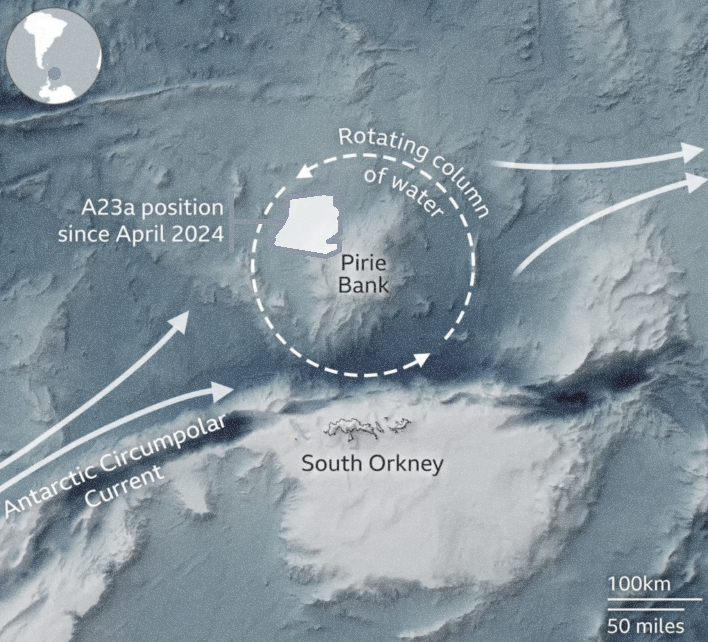 Rotating column
of water
A23a position
since April 2024
Pirie
Bank
Antarctic Circumpolar
Current
South Orkney
100km
50 miles